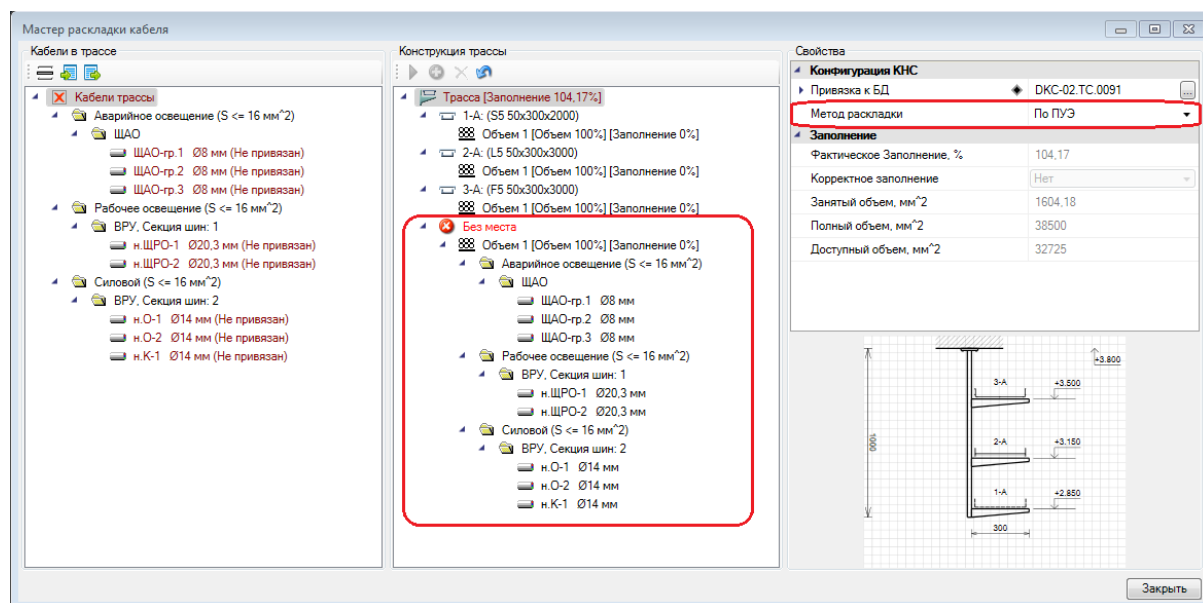 Мастер раскладки кабеля
Кабели в трассе
Кабели трассы
Аварийное освещение (S <= 16 мм^2)
ЩАО
ЩАО-гр.1 Ø8 мм (Не привязан)
ЩАО-гр.2 Ø8 мм (Не привязан)
ЩАО-гр.3 Ø8 мм (Не привязан)
Рабочее освещение (S <= 16 мм^2)
ВРУ, Секция шин: 1
н.ЩРО-1 Ø20,3 мм (Не привязан)
н.ЩРО-2 Ø20,3 мм (Не привязан)
Силовой (S <= 16 мм^2)
ВРУ, Секция шин: 2
н.О-1 Ø14 мм (Не привязан)
н.О-2 Ø14 мм (Не привязан)
н.К-1 Ø14 мм (Не привязан)
Конструкция трассы
Трасса [Заполнение 104,17%]
1-А: (S5 50x300x2000)
Объем 1 [Объем 100%] [Заполнение 0%]
2-А: (L5 50x300x3000)
Объем 1 [Объем 100%] [Заполнение 0%]
3-А: (F5 50x300x3000)
Объем 1 [Объем 100%] [Заполнение 0%]
Без места
Объем 1 [Объем 100%] [Заполнение 0%]
Аварийное освещение (S <= 16 мм^2)
ЩАО
ЩАО-гр.1 Ø8 мм
ЩАО-гр.2 Ø8 мм
ЩАО-гр.3 Ø8 мм
Рабочее освещение (S <= 16 мм^2)
ВРУ, Секция шин: 1
н.ЩРО-1 Ø20,3 мм
н.ЩРО-2 Ø20,3 мм
Силовой (S <= 16 мм^2)
ВРУ, Секция шин: 2
н.О-1 Ø14 мм
н.О-2 Ø14 мм
н.К-1 Ø14 мм
Свойства
Конфигурация КНС
Привязка к БД DKC-02.TC.0091 ...
Метод раскладки По ПУЭ
Заполнение
Фактическое Заполнение, % 104,17
Корректное заполнение Нет
Занятый объем, мм^2 1604,18
Полный объем, мм^2 38500
Доступный объем, мм^2 32725
+3.800
3-А +3.500
1000
2-А +3.150
1-А +2.850
300
Закрыть